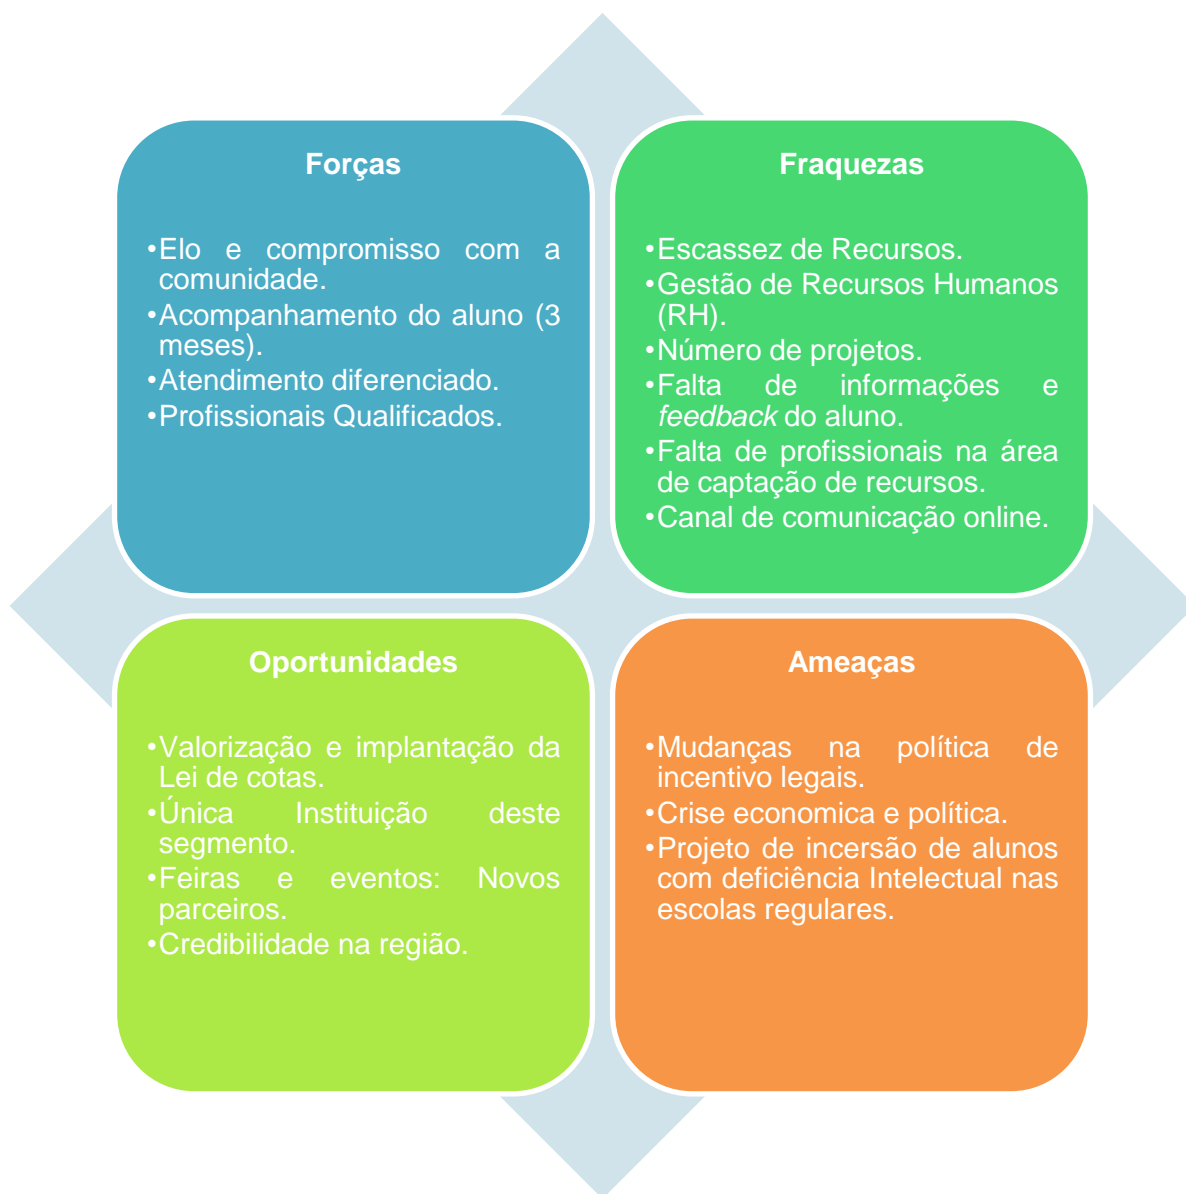 Forças
•Elo e compromisso com a
comunidade.
•Acompanhamento do aluno (3
meses).
•Atendimento diferenciado.
•Profissionais Qualificados.
Fraquezas
•Escassez de Recursos.
•Gestão de Recursos Humanos
(RH).
•Número de projetos.
•Falta de informações e
feedback do aluno.
•Falta de profissionais na área
de captação de recursos.
•Canal de comunicação online.
Oportunidades
•Valorização e implantação da
Lei de cotas.
•Única Instituição deste
segmento.
•Feiras e eventos: Novos
parceiros.
•Credibilidade na região.
Ameaças
•Mudanças na política de
incentivo legais.
•Crise economica e política.
•Projeto de incersão de alunos
com deficiência Intelectual nas
escolas regulares.